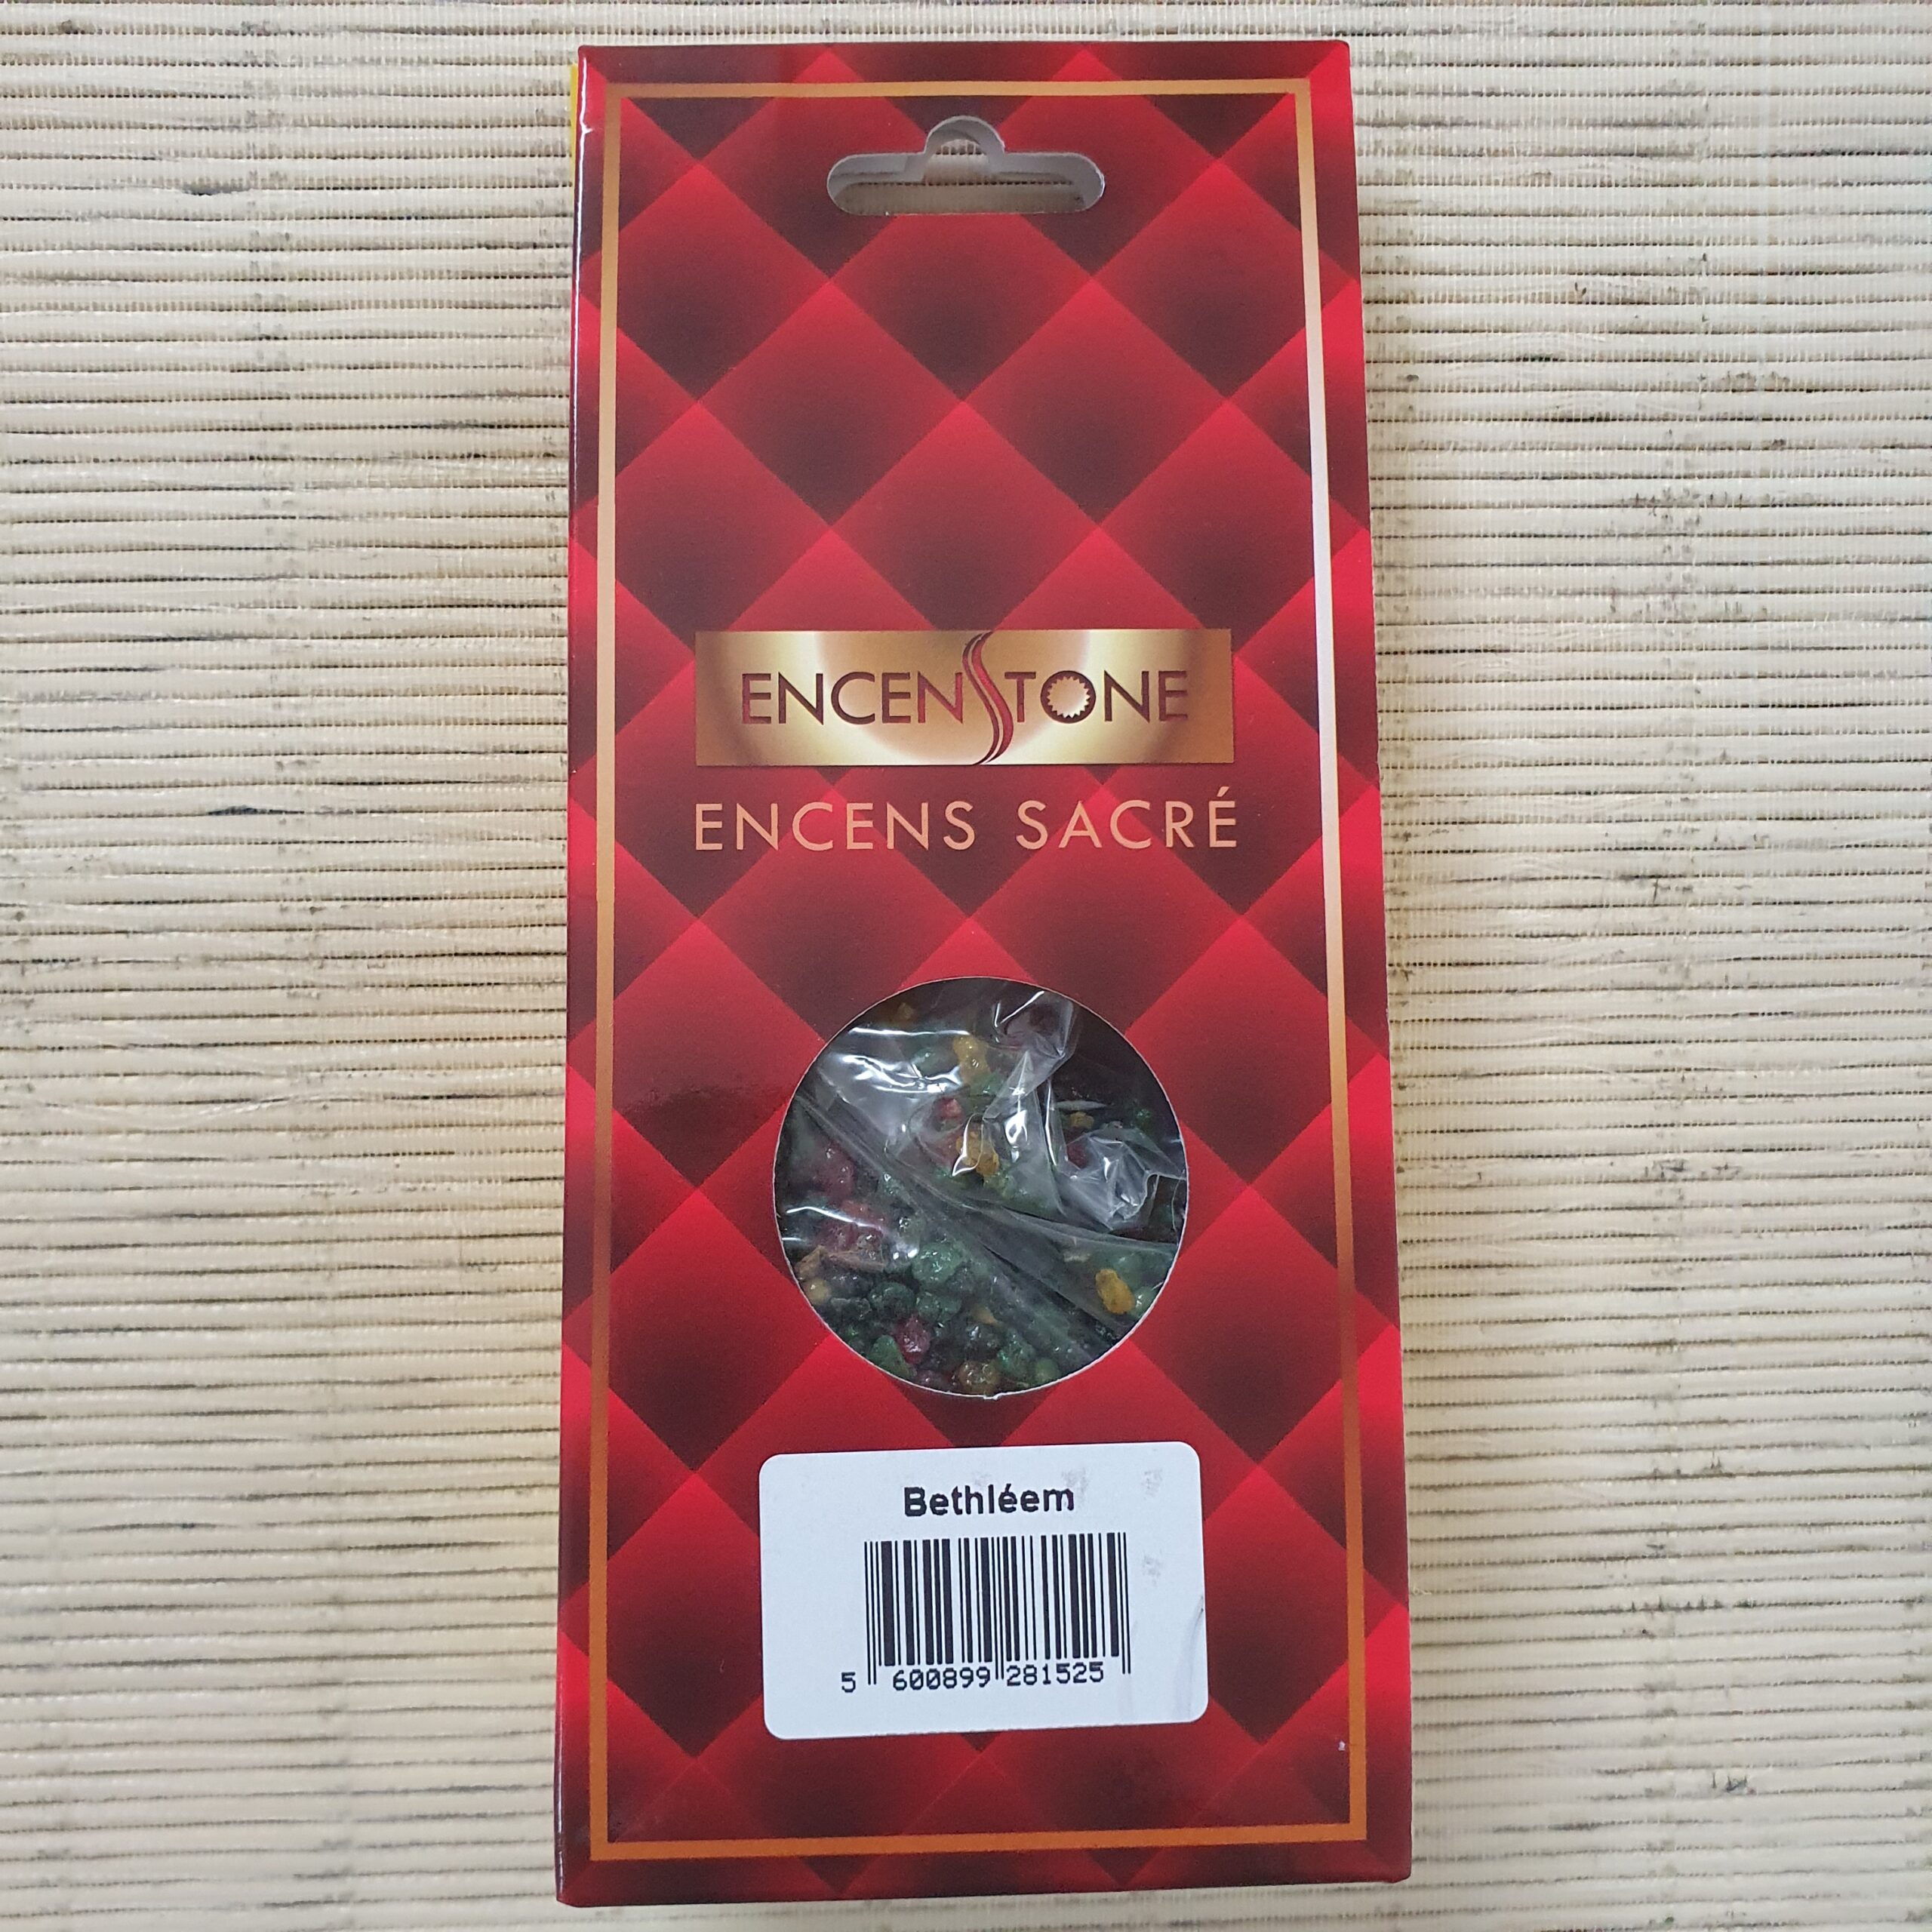 ENCENSTONE
ENCENS SACRÉ
Bethléem
5 600899 281525